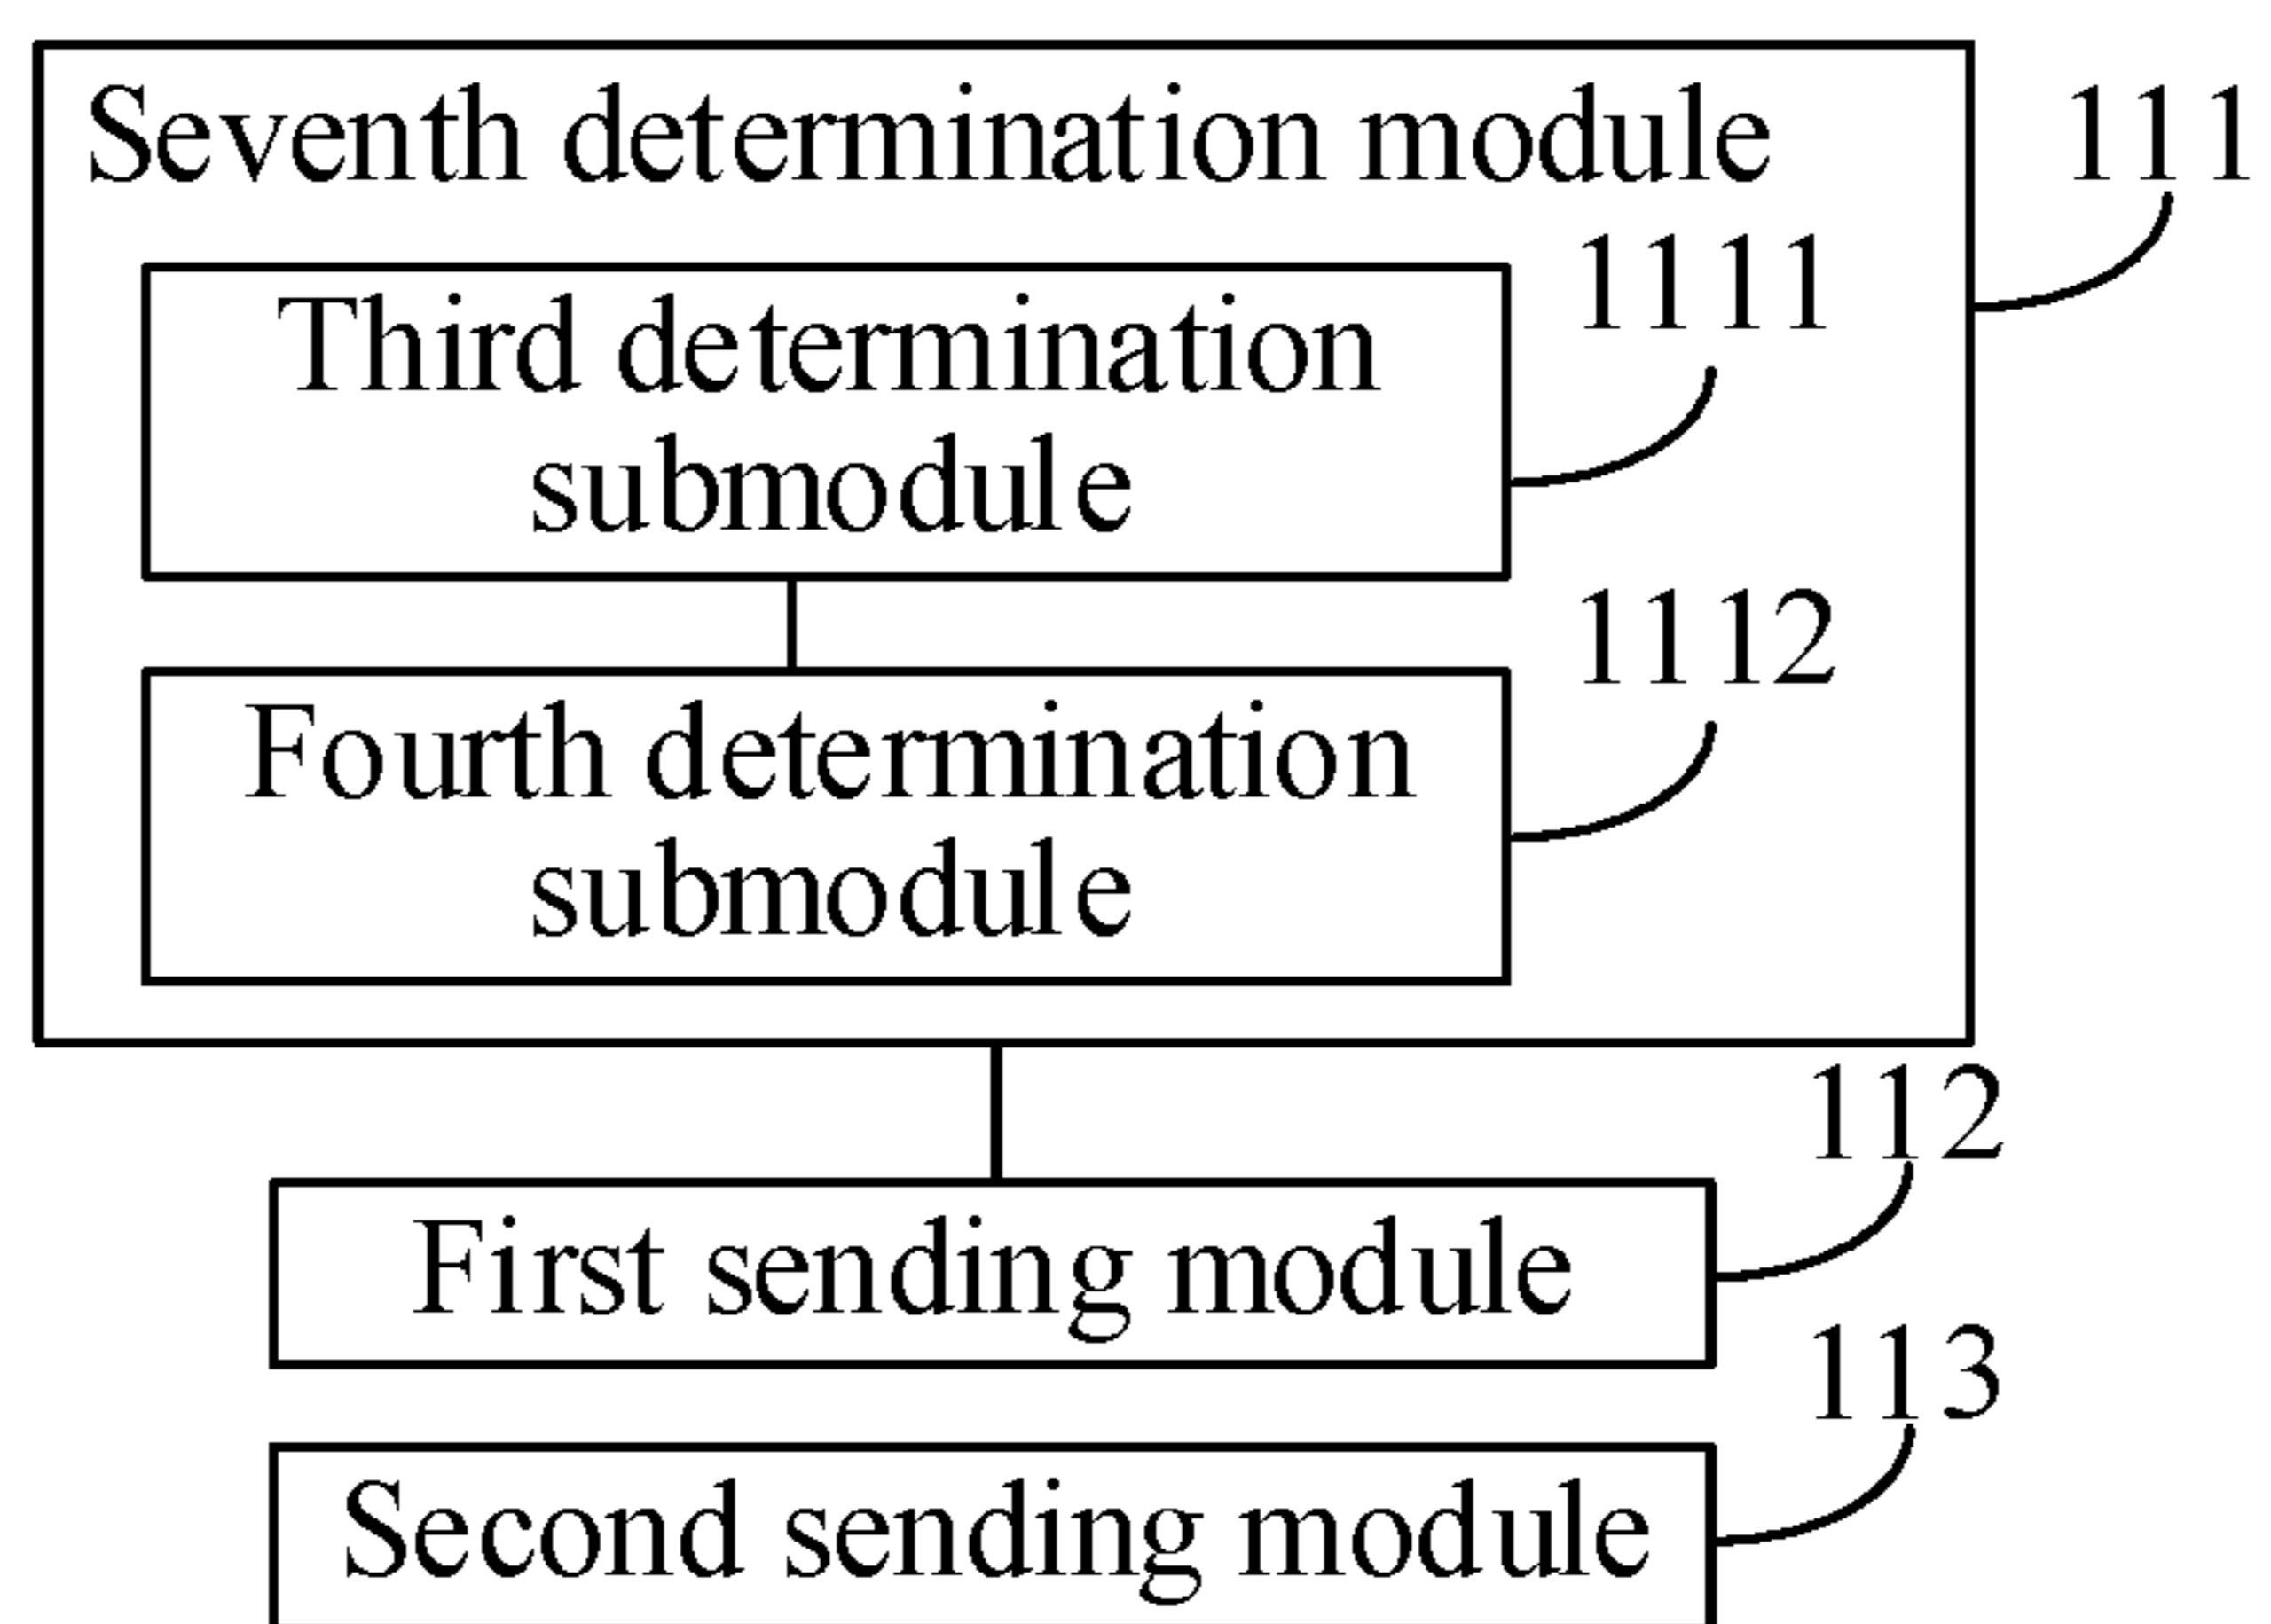 Seventh determination module
111
1111
Third determination
submodule
1112
Fourth determination
submodule
112
First sending module
113
Second sending module